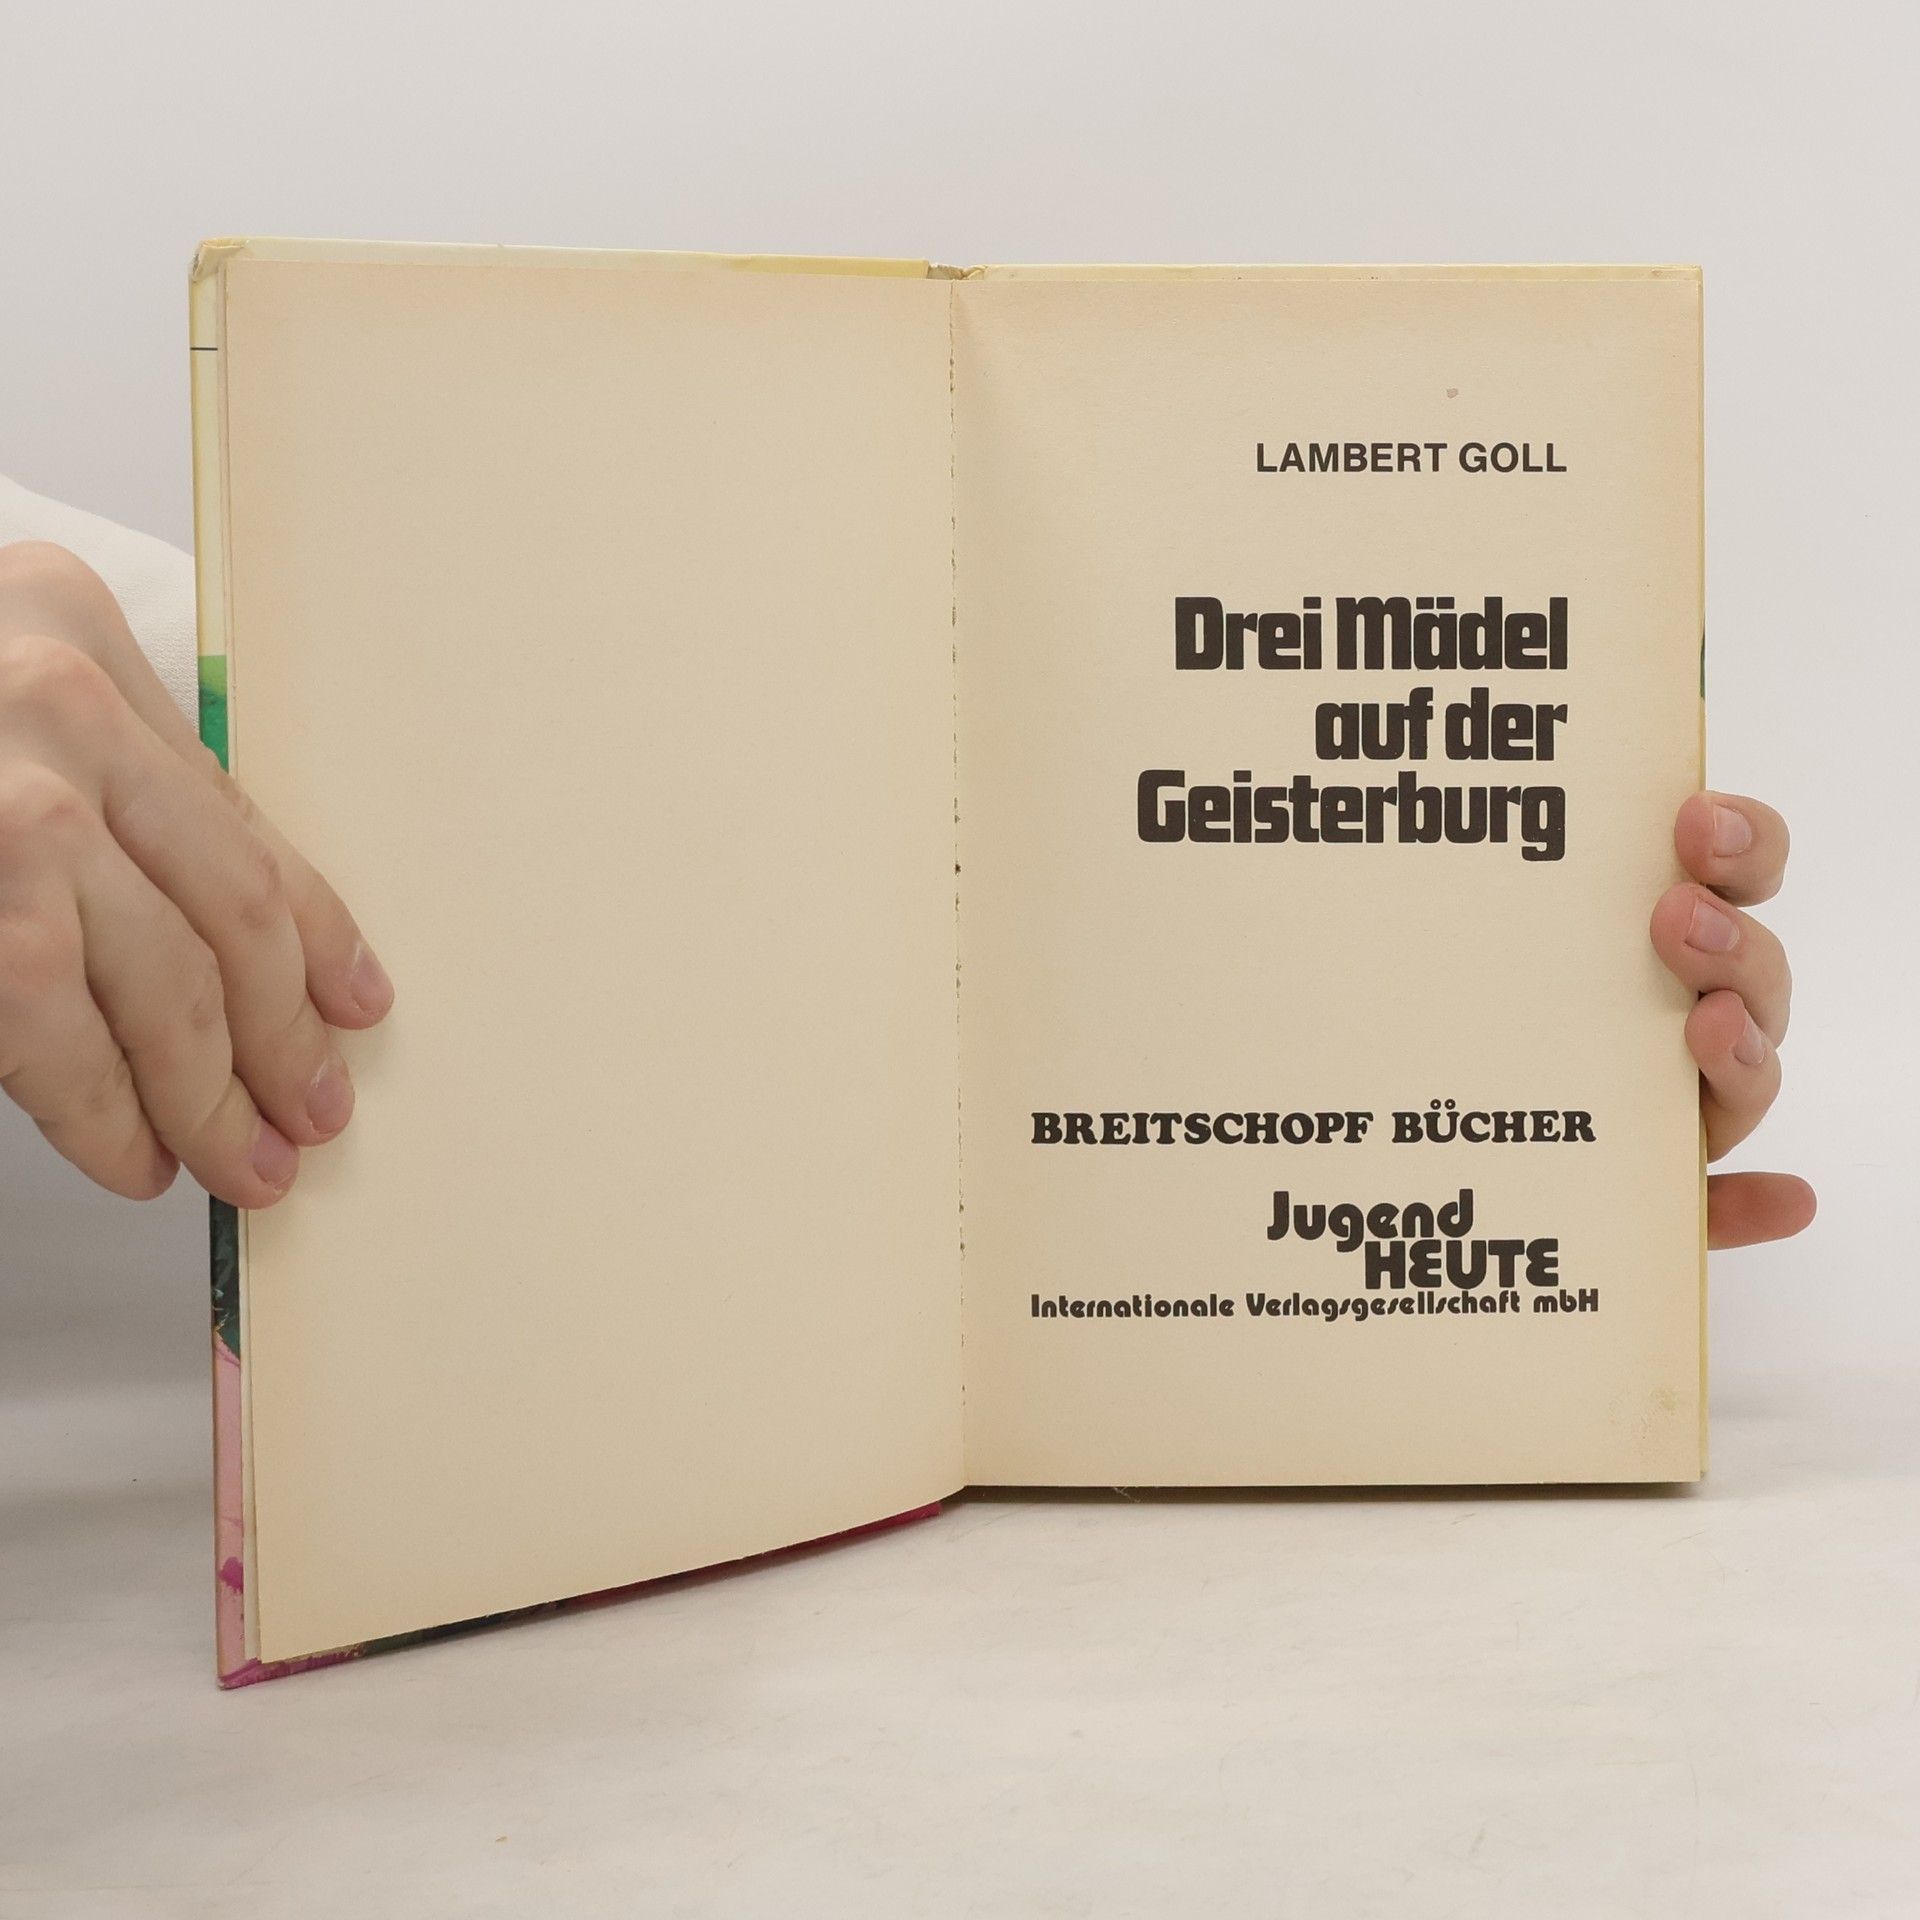 LAMBERT GOLL
Drei Mädel
auf der
Geisterburg
BREITSCHOPF BÜCHER
Jugend
HEUTE
Internationale Verlagsgesellschaft mbH